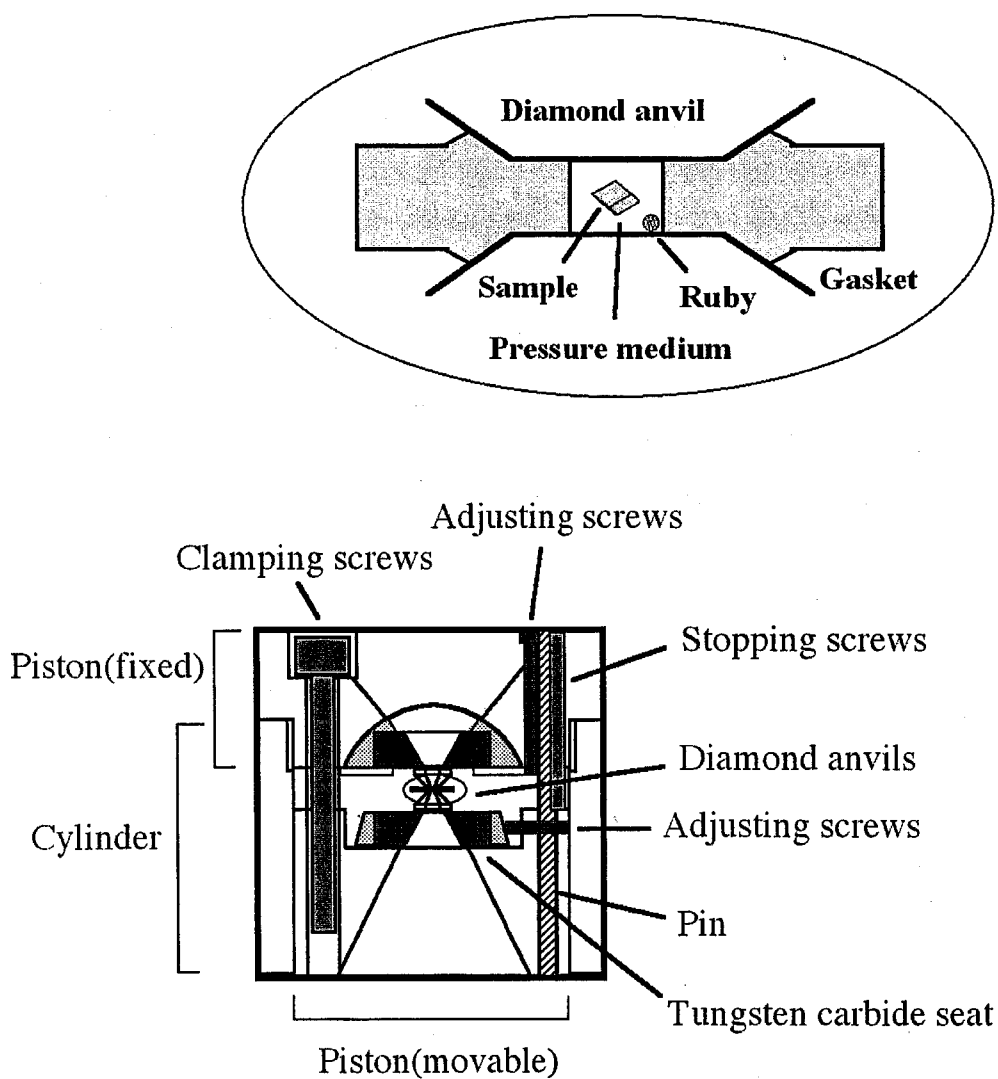 Diamond anvil
Sample
Ruby
Gasket
Pressure medium
Adjusting screws
Clamping screws
Piston(fixed)
Stopping screws
Diamond anvils
Cylinder
Adjusting screws
Pin
Tungsten carbide seat
Piston(movable)